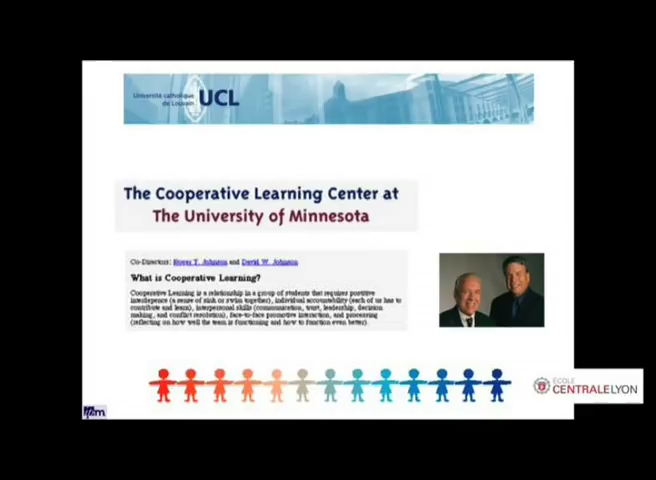 Université catholique
de Louvain
UCL
The Cooperative Learning Center at
The University of Minnesota
Co-Directors: Roger T. Johnson and David W. Johnson
What is Cooperative Learning?
Cooperative Learning is a relationship in a group of students that requires positive
interdepence (a sense of sink or swim together), individual accountability (each of us has to
contribute and learn), interpersonal skills (communication, trust, leadership, decision
making, and conflict resolution), face-to-face promotive interaction, and processing
(reflecting on how well the team is functioning and how to function even better).
ÉCOLE
CENTRALELYON